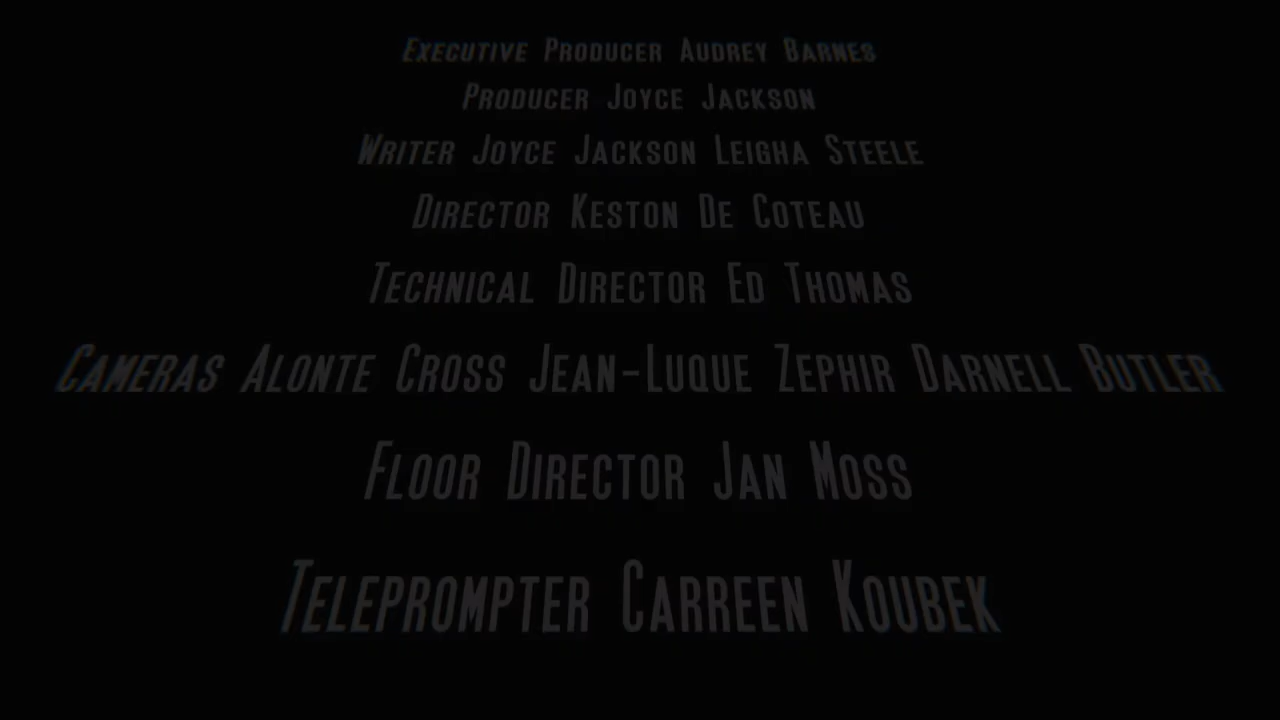 Executive Producer Audrey Barnes
Producer Joyce Jackson
Writer Joyce Jackson Leigha Steele
Director Keston De Coteau
Technical Director Ed Thomas
Cameras Alonte Cross Jean-Luque Zephir Darnell Butler
Floor Director Jan Moss
Teleprompter Carreen Koubek